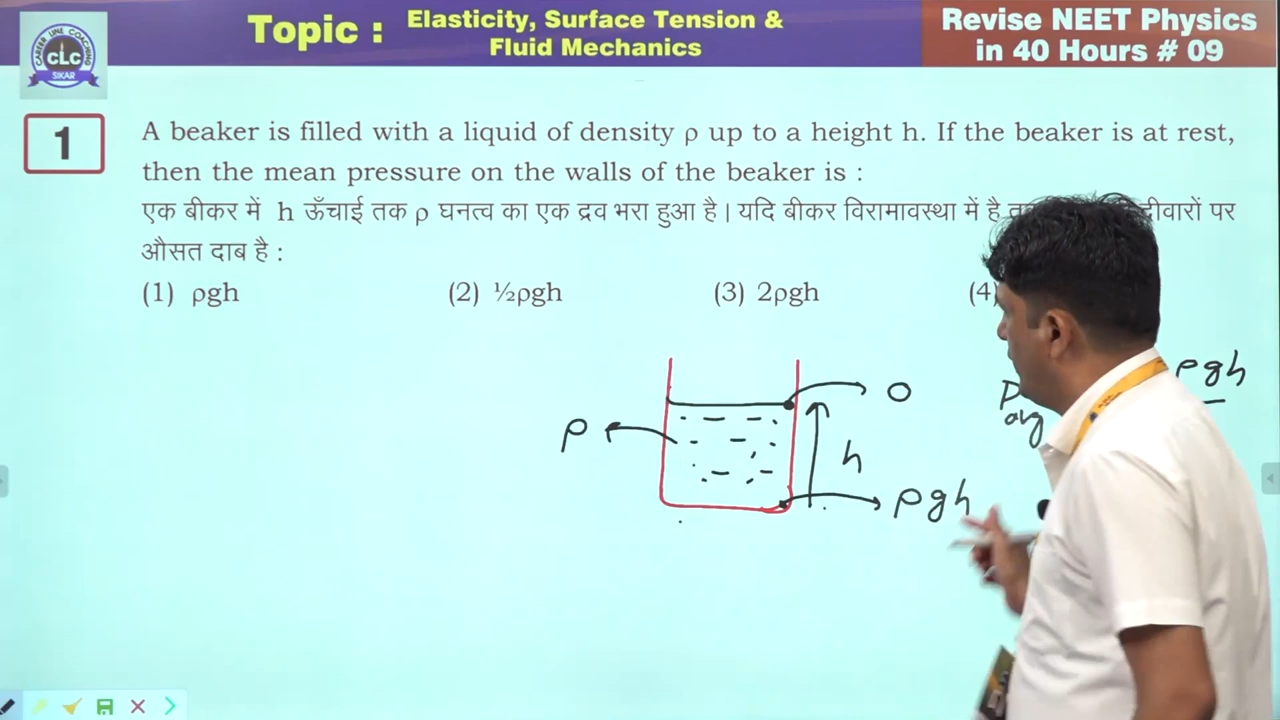 CAREER LINE COACHING
CLC
SIKAR
Topic :
Elasticity, Surface Tension &
Fluid Mechanics
Revise NEET Physics
in 40 Hours # 09
1
A beaker is filled with a liquid of density ρ up to a height h. If the beaker is at rest,
then the mean pressure on the walls of the beaker is :
एक बीकर में h ऊँचाई तक ρ घनत्व का एक द्रव भरा हुआ है। यदि बीकर विरामावस्था में है दीवारों पर
औसत दाब है :
(1) ρgh (2) ½ρgh (3) 2ρgh (4)
ρgh
0
P
avg
ρ
h
ρgh